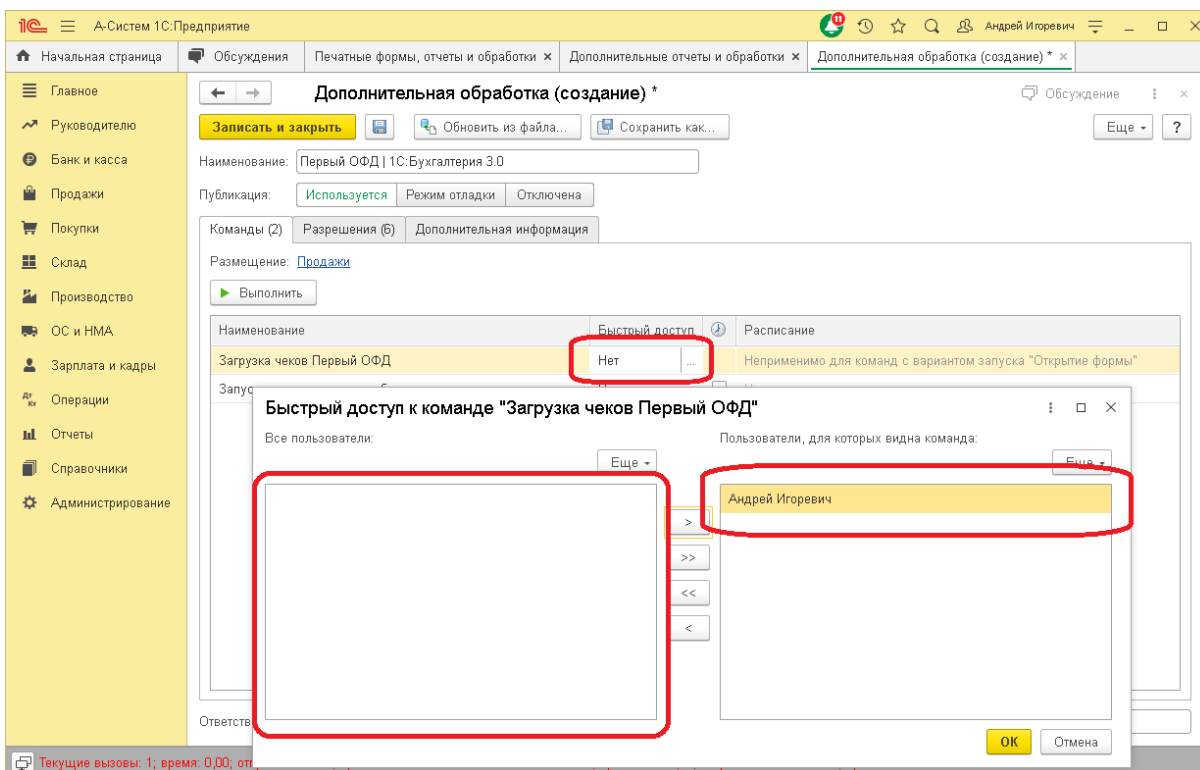 1С А-Систем 1С:Предприятие 11 Андрей Игоревич
Начальная страница Обсуждения Печатные формы, отчеты и обработки × Дополнительные отчеты и обработки × Дополнительная обработка (создание) * ×
Главное
Руководителю
Банк и касса
Продажи
Покупки
Склад
Производство
ОС и НМА
Зарплата и кадры
Операции
Отчеты
Справочники
Администрирование
Дополнительная обработка (создание) * Обсуждение
Записать и закрыть Обновить из файла... Сохранить как... Еще ?
Наименование: Первый ОФД | 1С:Бухгалтерия 3.0
Публикация: Используется Режим отладки Отключена
Команды (2) Разрешения (6) Дополнительная информация
Размещение: Продажи
Выполнить
Наименование Быстрый доступ Расписание
Загрузка чеков Первый ОФД Нет ... Неприменимо для команд с вариантом запуска "Открытие формы"
Быстрый доступ к команде "Загрузка чеков Первый ОФД"
Все пользователи: Пользователи, для которых видна команда:
Еще Еще
Андрей Игоревич
>
>>
<<
<
ОК Отмена
Текущие вызовы: 1; время: 0,00;